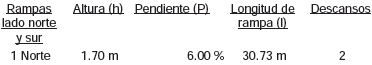 Rampas Altura (h) Pendiente (P) Longitud de Descansos
lado norte rampa (l)
y sur
1 Norte 1.70 m 6.00 % 30.73 m 2